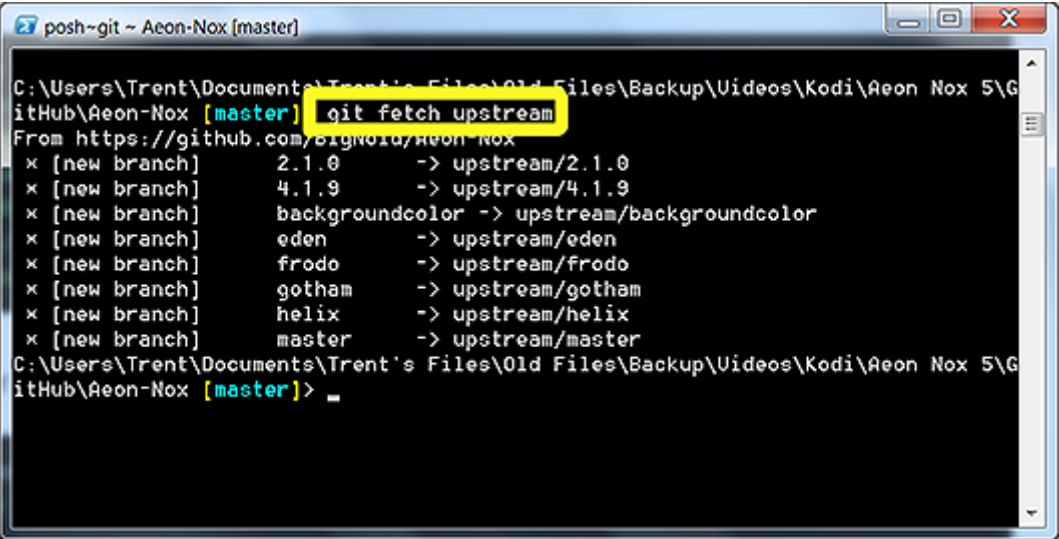 posh~git ~ Aeon-Nox [master]
C:\Users\Trent\Documents\Trent's Files\Old Files\Backup\Videos\Kodi\Aeon Nox 5\G
itHub\Aeon-Nox [master] git fetch upstream
From https://github.com/BigNoid/Aeon-Nox
× [new branch] 2.1.0 -> upstream/2.1.0
× [new branch] 4.1.9 -> upstream/4.1.9
× [new branch] backgroundcolor -> upstream/backgroundcolor
× [new branch] eden -> upstream/eden
× [new branch] frodo -> upstream/frodo
× [new branch] gotham -> upstream/gotham
× [new branch] helix -> upstream/helix
× [new branch] master -> upstream/master
C:\Users\Trent\Documents\Trent's Files\Old Files\Backup\Videos\Kodi\Aeon Nox 5\G
itHub\Aeon-Nox [master]> _